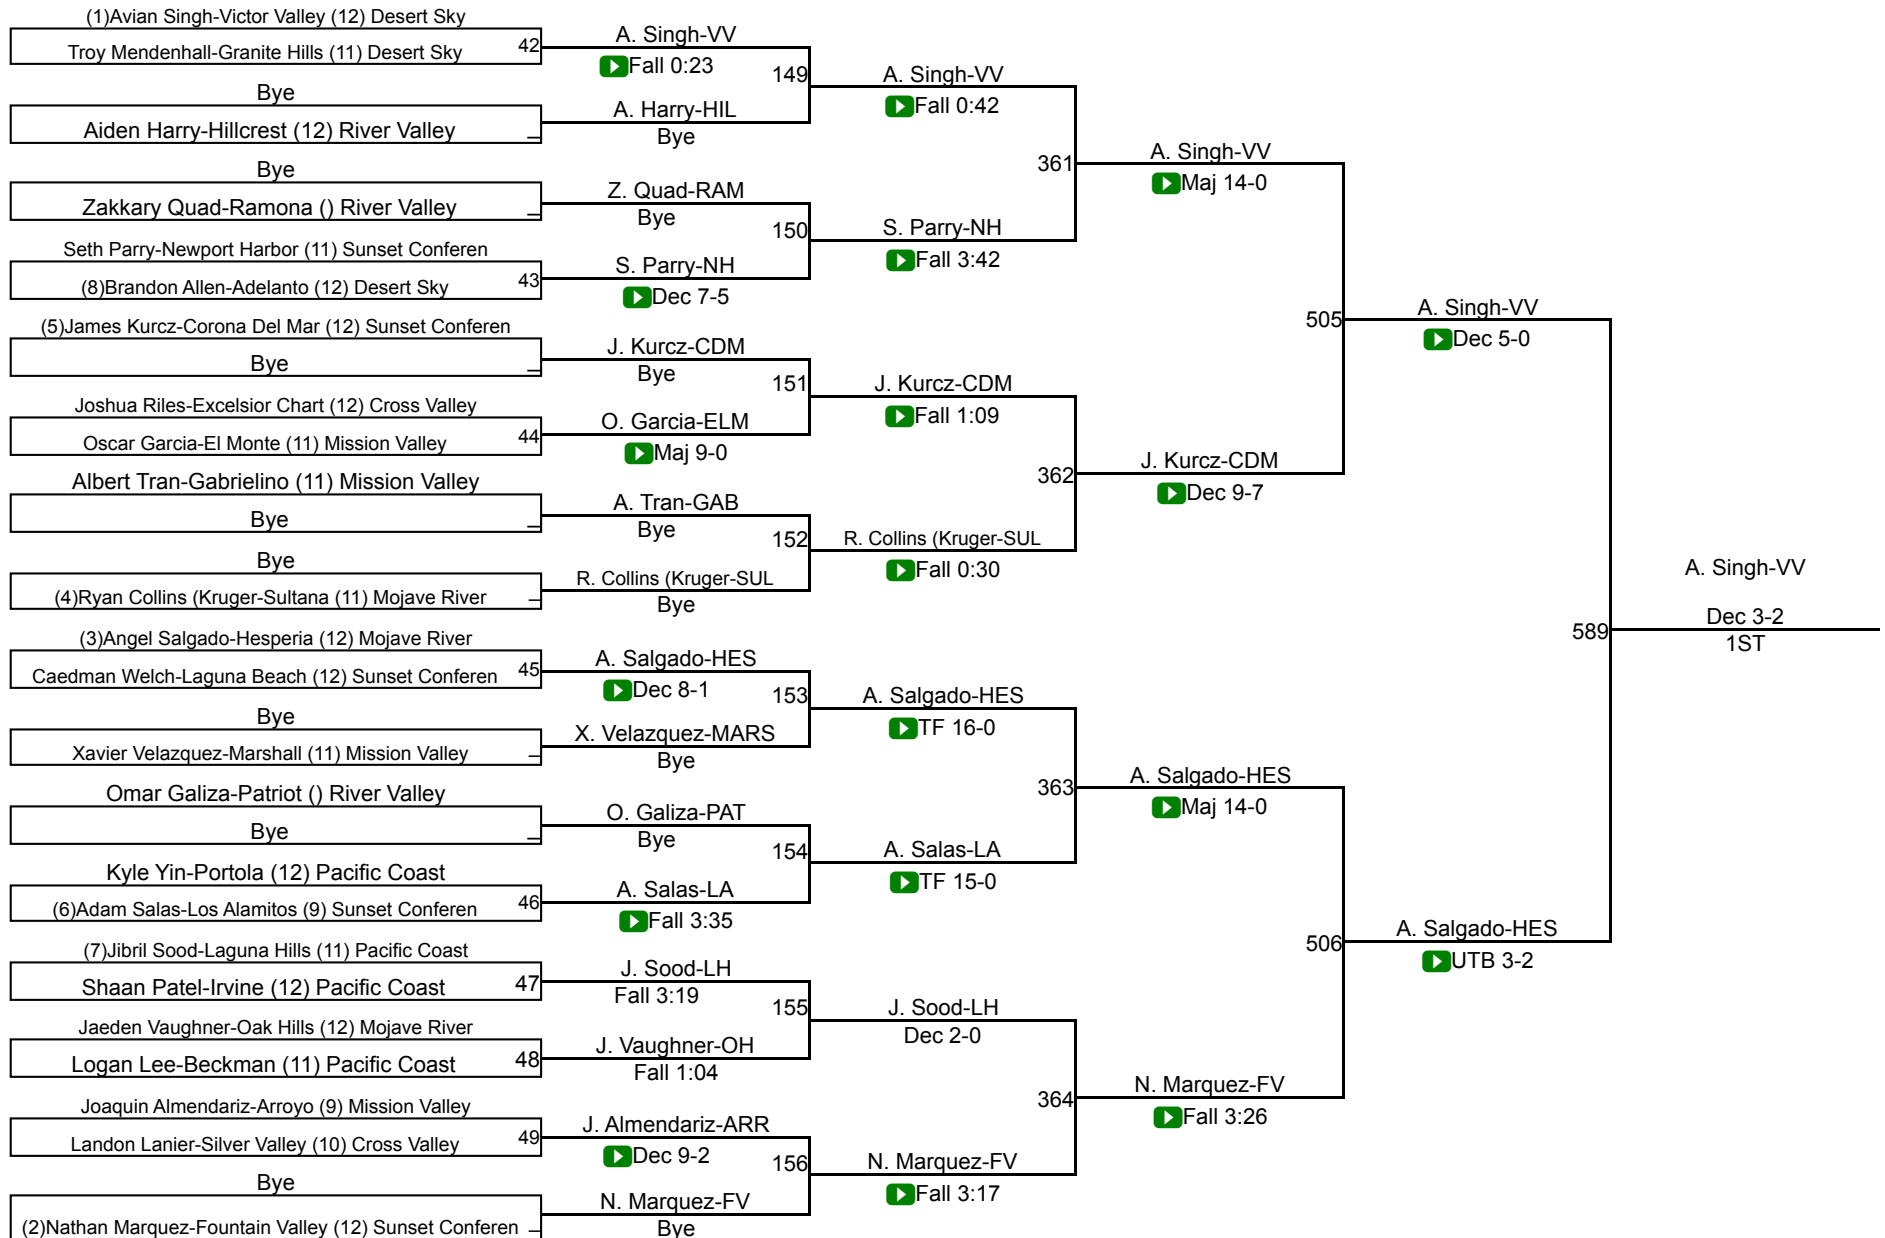 (1)Avian Singh-Victor Valley (12) Desert Sky
Troy Mendenhall-Granite Hills (11) Desert Sky
42
Bye
Aiden Harry-Hillcrest (12) River Valley
Bye
Zakkary Quad-Ramona () River Valley
Seth Parry-Newport Harbor (11) Sunset Conferen
(8)Brandon Allen-Adelanto (12) Desert Sky
43
(5)James Kurcz-Corona Del Mar (12) Sunset Conferen
Bye
Joshua Riles-Excelsior Chart (12) Cross Valley
Oscar Garcia-El Monte (11) Mission Valley
44
Albert Tran-Gabrielino (11) Mission Valley
Bye
Bye
(4)Ryan Collins (Kruger-Sultana (11) Mojave River
(3)Angel Salgado-Hesperia (12) Mojave River
Caedman Welch-Laguna Beach (12) Sunset Conferen
45
Bye
Xavier Velazquez-Marshall (11) Mission Valley
Omar Galiza-Patriot () River Valley
Bye
Kyle Yin-Portola (12) Pacific Coast
(6)Adam Salas-Los Alamitos (9) Sunset Conferen
46
(7)Jibril Sood-Laguna Hills (11) Pacific Coast
Shaan Patel-Irvine (12) Pacific Coast
47
Jaeden Vaughner-Oak Hills (12) Mojave River
Logan Lee-Beckman (11) Pacific Coast
48
Joaquin Almendariz-Arroyo (9) Mission Valley
Landon Lanier-Silver Valley (10) Cross Valley
49
Bye
(2)Nathan Marquez-Fountain Valley (12) Sunset Conferen
A. Singh-VV
Fall 0:23
149
A. Harry-HIL
Bye
Z. Quad-RAM
Bye
150
S. Parry-NH
Dec 7-5
J. Kurcz-CDM
Bye
151
O. Garcia-ELM
Maj 9-0
A. Tran-GAB
Bye
152
R. Collins (Kruger-SUL
Bye
A. Salgado-HES
Dec 8-1
153
X. Velazquez-MARS
Bye
O. Galiza-PAT
Bye
154
A. Salas-LA
Fall 3:35
J. Sood-LH
Fall 3:19
155
J. Vaughner-OH
Fall 1:04
J. Almendariz-ARR
Dec 9-2
156
N. Marquez-FV
Bye
A. Singh-VV
Fall 0:42
361
S. Parry-NH
Fall 3:42
J. Kurcz-CDM
Fall 1:09
362
R. Collins (Kruger-SUL
Fall 0:30
A. Salgado-HES
TF 16-0
363
A. Salas-LA
TF 15-0
J. Sood-LH
Dec 2-0
364
N. Marquez-FV
Fall 3:17
A. Singh-VV
Maj 14-0
505
J. Kurcz-CDM
Dec 9-7
A. Salgado-HES
Maj 14-0
506
N. Marquez-FV
Fall 3:26
A. Singh-VV
Dec 5-0
589
A. Salgado-HES
UTB 3-2
A. Singh-VV
Dec 3-2
1ST